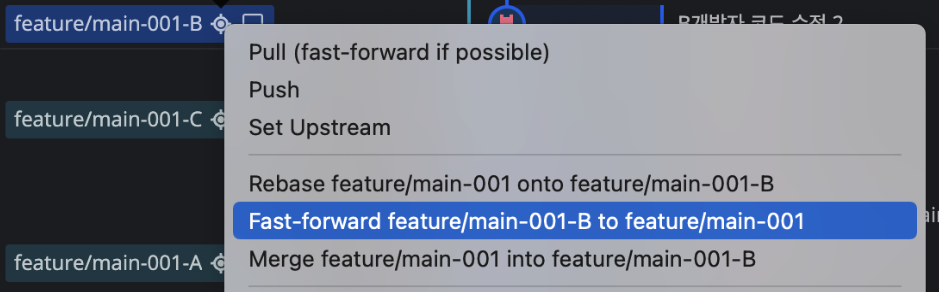 feature/main-001-B
B개발자 코드 수정 2
Pull (fast-forward if possible)
Push
feature/main-001-C
Set Upstream
Rebase feature/main-001 onto feature/main-001-B
Fast-forward feature/main-001-B to feature/main-001
Merge feature/main-001 into feature/main-001-B
feature/main-001-A